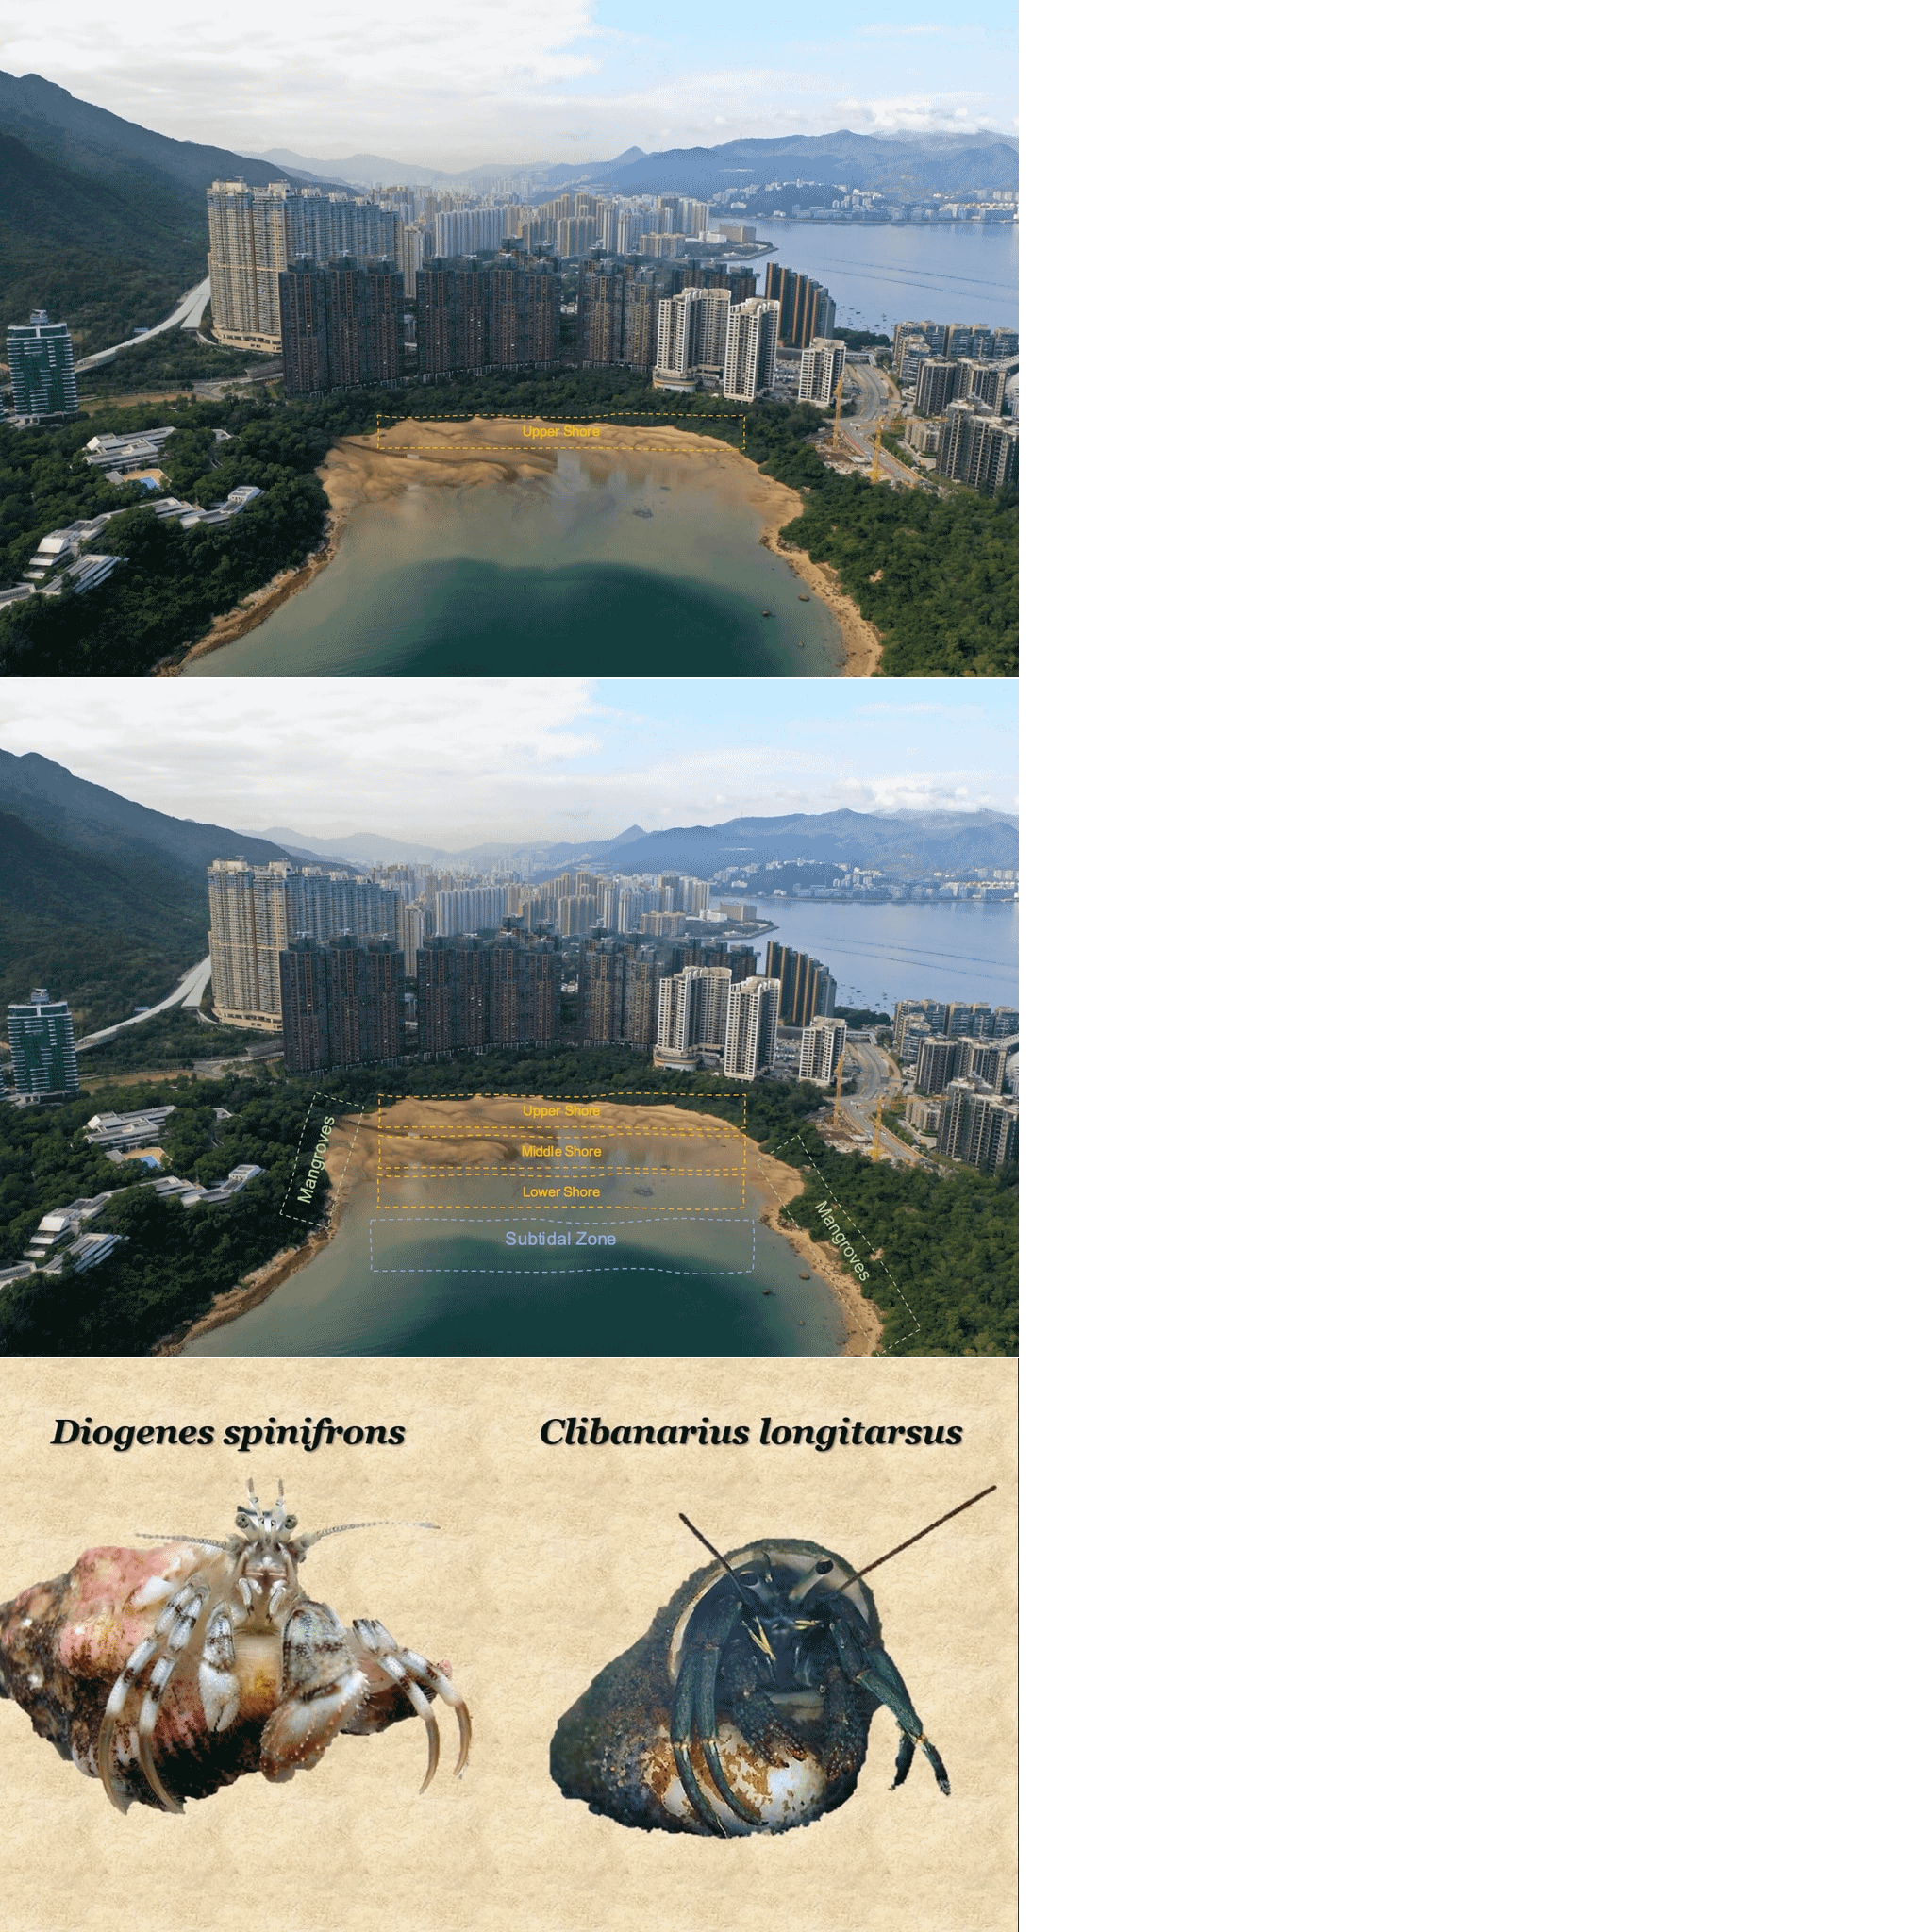 Upper Shore
Upper Shore
Middle Shore
Lower Shore
Subtidal Zone
Mangroves
Mangroves
Diogenes spinifrons
Clibanarius longitarsus